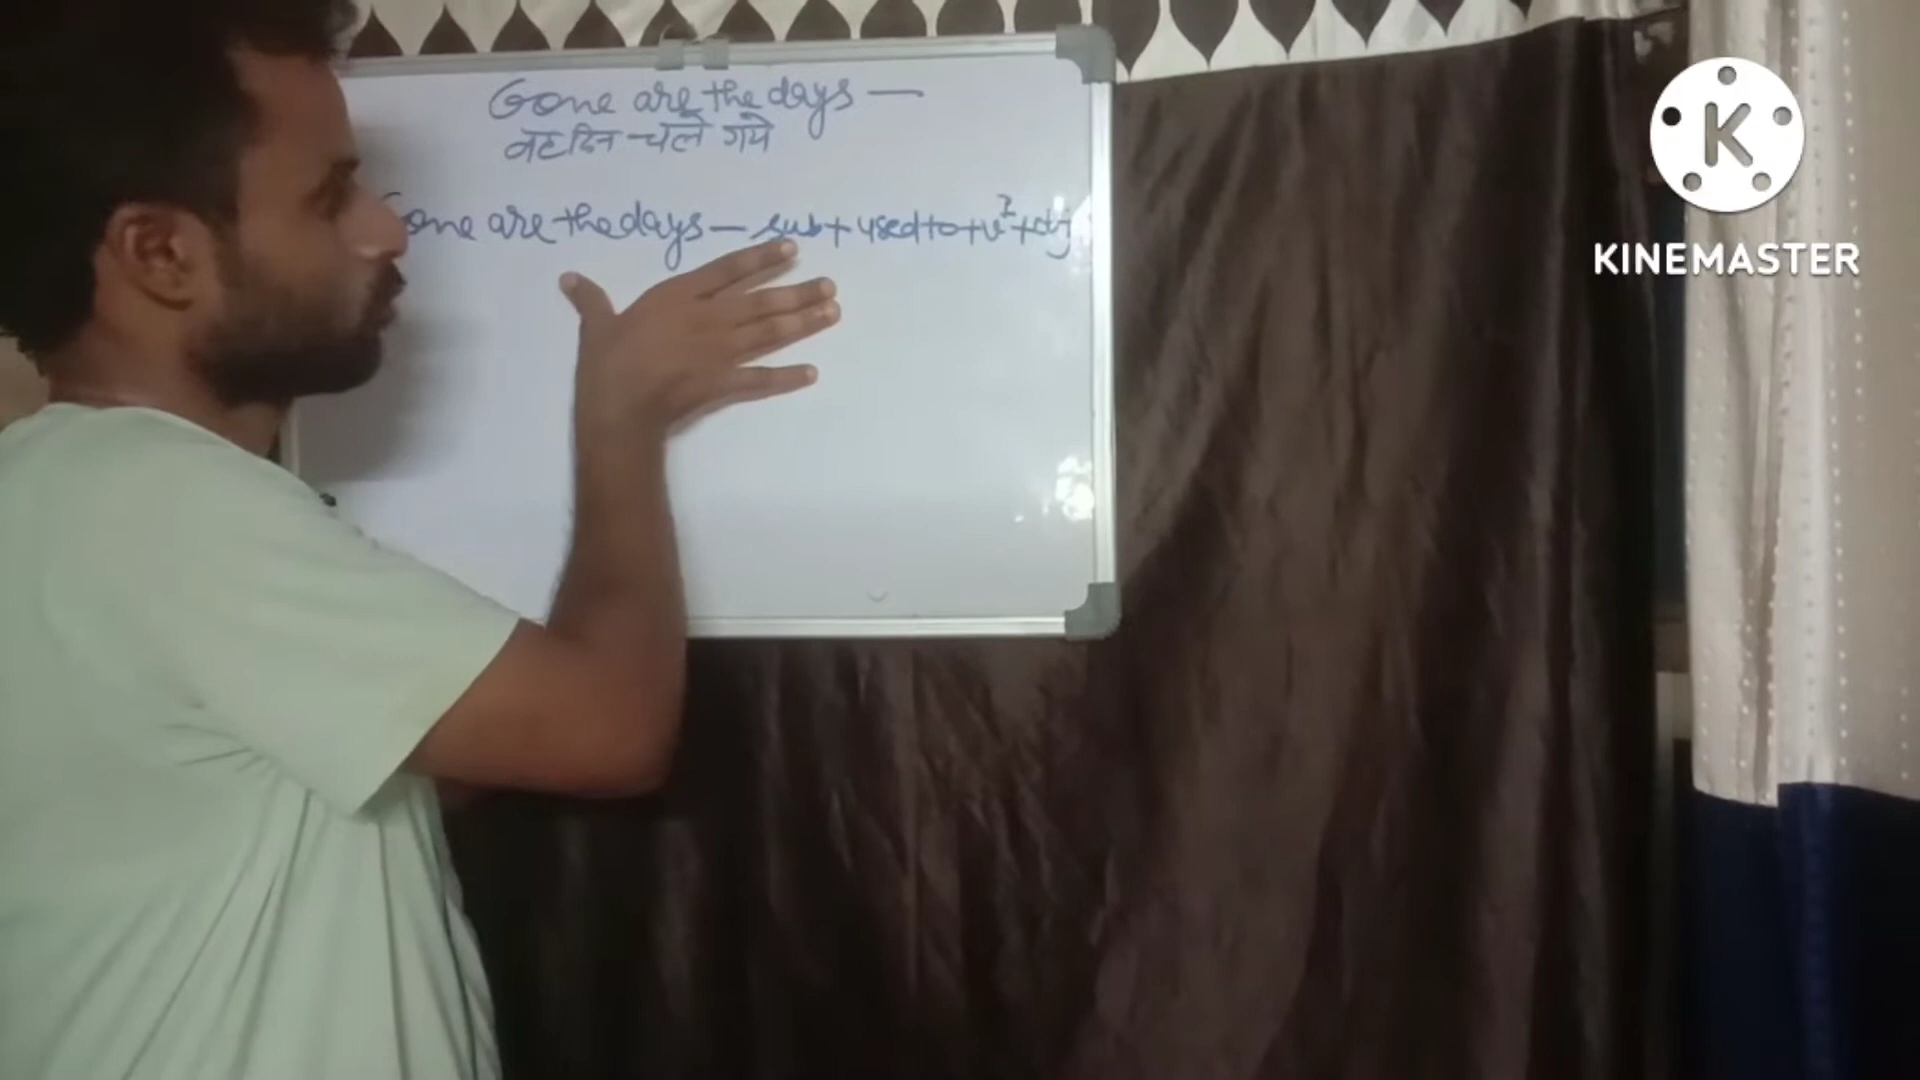 Gone are the days —
वह दिन चले गये
Gone are the days — sub + used to + v¹ + obj
K
KINEMASTER